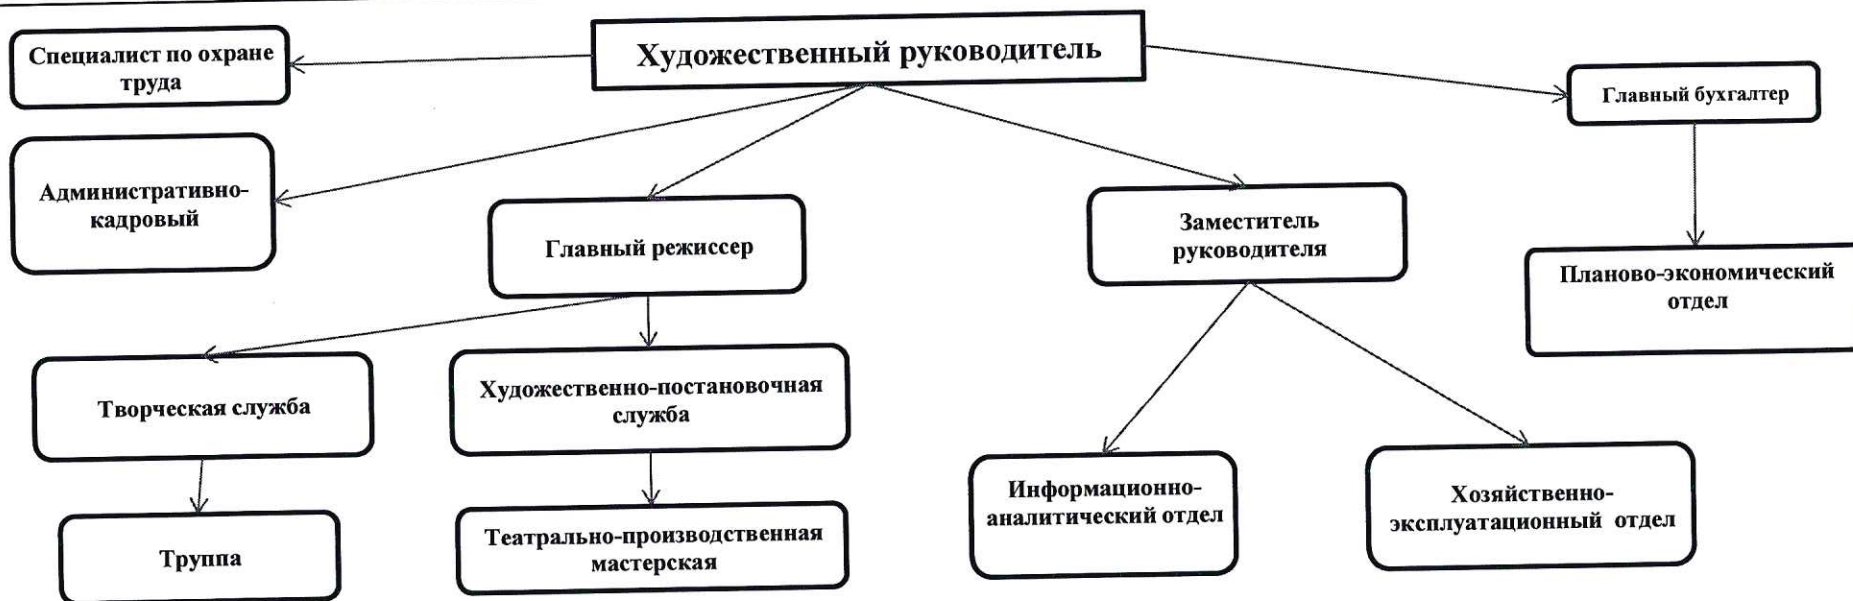 Художественный руководитель
Специалист по охране
труда
Главный бухгалтер
Административно-
кадровый
Главный режиссер
Заместитель
руководителя
Планово-экономический
отдел
Творческая служба
Художественно-постановочная
служба
Информационно-
аналитический отдел
Хозяйственно-
эксплуатационный отдел
Труппа
Театрально-производственная
мастерская